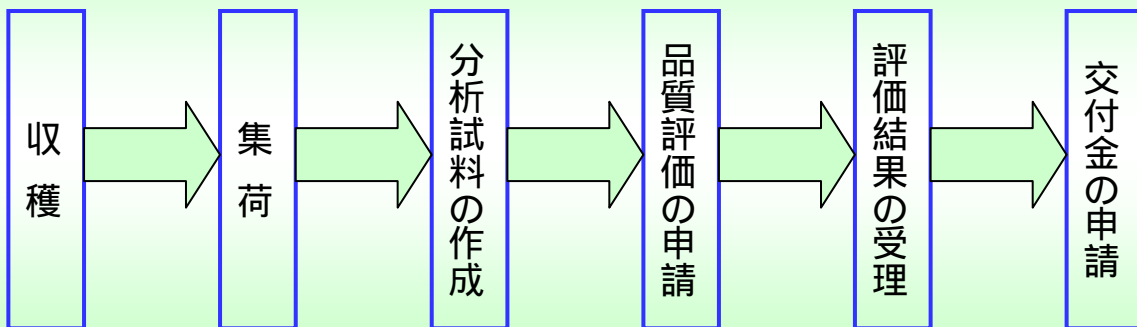 収穫
集荷
分析試料の作成
品質評価の申請
評価結果の受理
交付金の申請